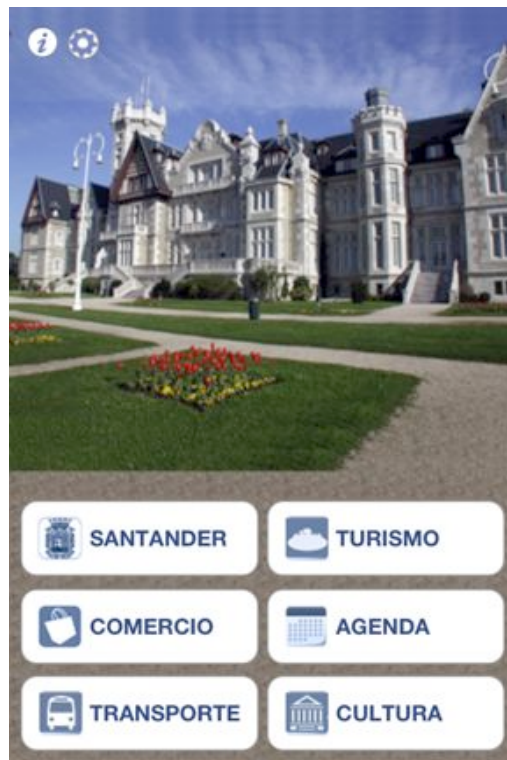 SANTANDER
TURISMO
COMERCIO
AGENDA
TRANSPORTE
CULTURA